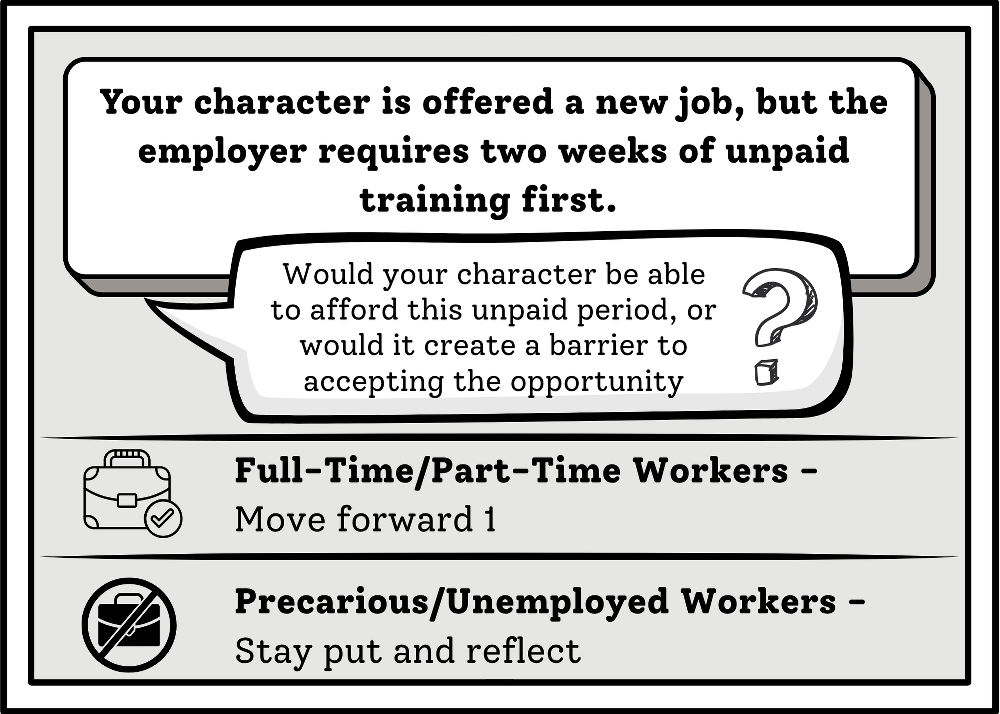 Your character is offered a new job, but the
employer requires two weeks of unpaid
training first.
Would your character be able
to afford this unpaid period, or
would it create a barrier to
accepting the opportunity
?
Full-Time/Part-Time Workers -
Move forward 1
Precarious/Unemployed Workers -
Stay put and reflect